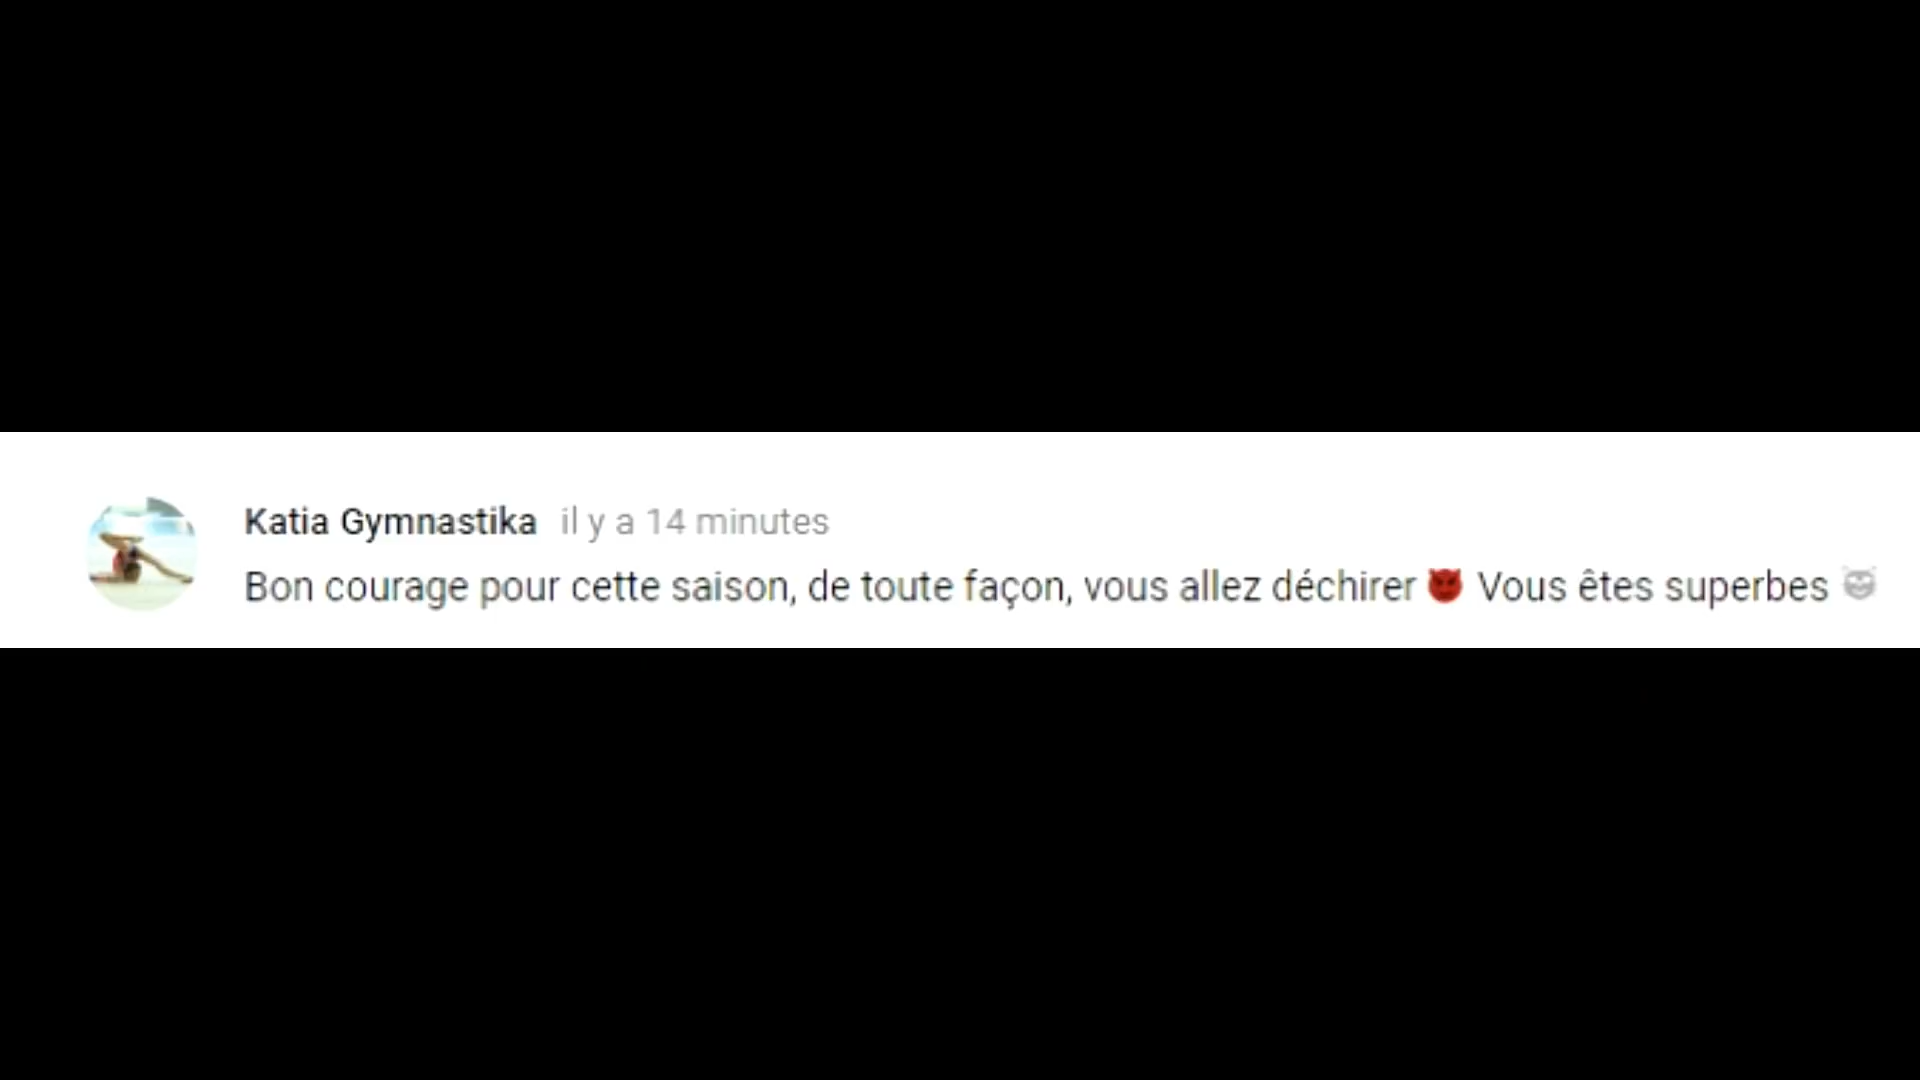 Katia Gymnastika il y a 14 minutes
Bon courage pour cette saison, de toute façon, vous allez déchirer 👿 Vous êtes superbes 😈